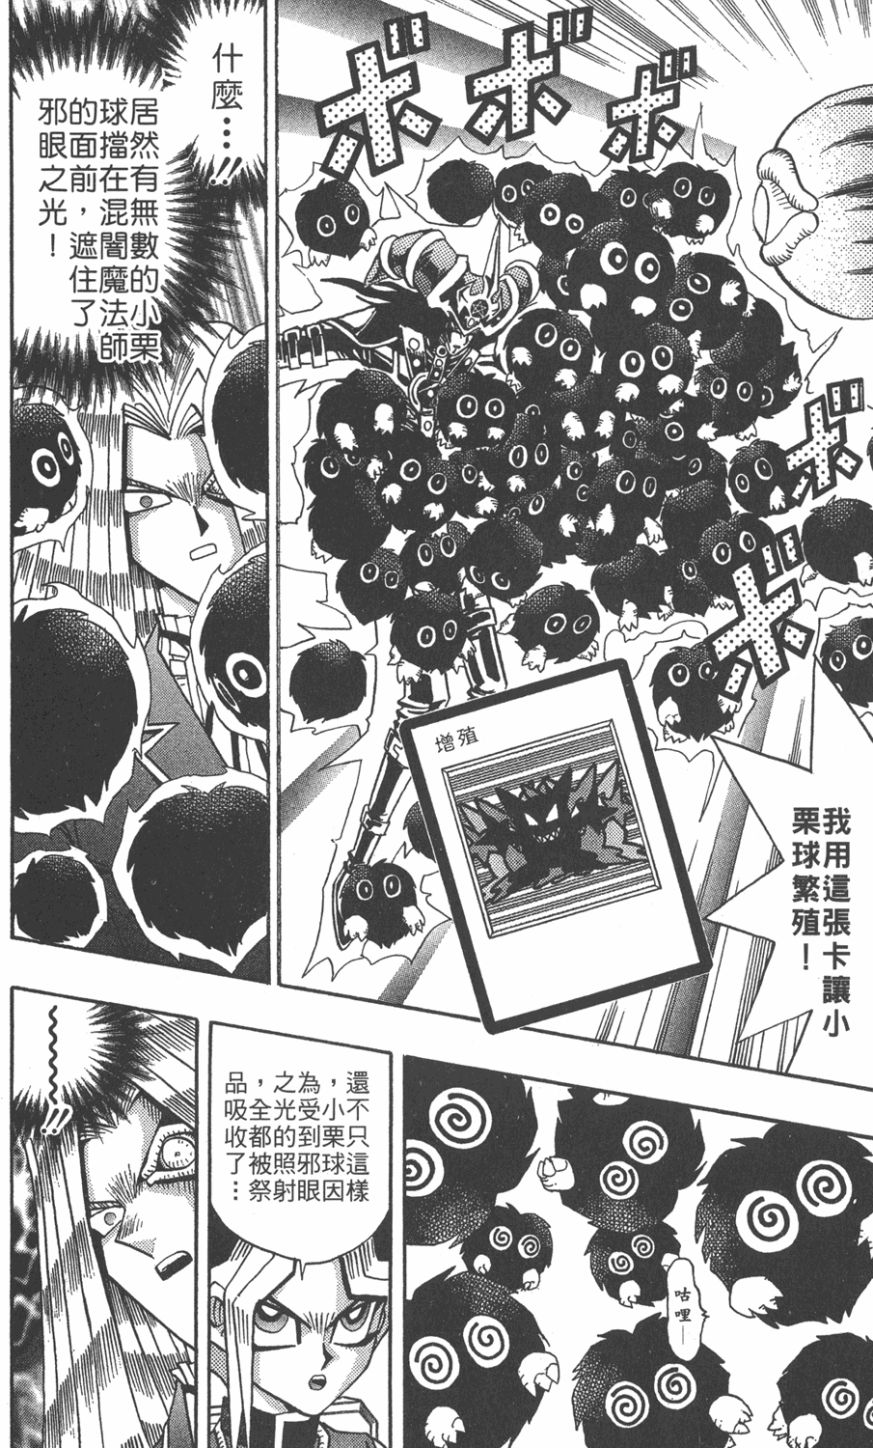 ボ
ボ
ボ
ボ
ボ
增殖
我用這張卡讓小
栗球繁殖！
什麼…!!
居然有無數的小栗
球擋在混闇魔法師
的面前，遮住了
邪眼之光！
咕哩—
還不只這樣
，小栗球因
為受到邪眼
之光的照射
，全都被祭
品吸收了…
〜〜!!